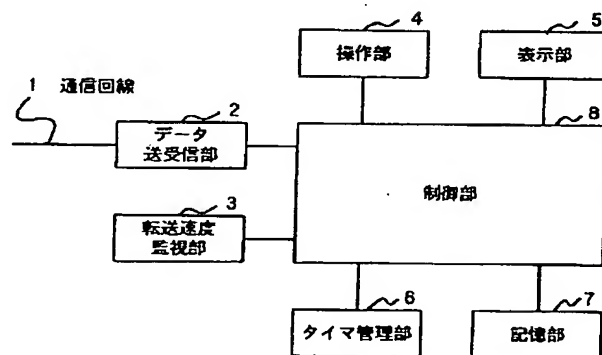 4
操作部
5
表示部
1
通信回線
2
データ
送受信部
8
制御部
3
転送速度
監視部
6
タイマ管理部
7
記憶部